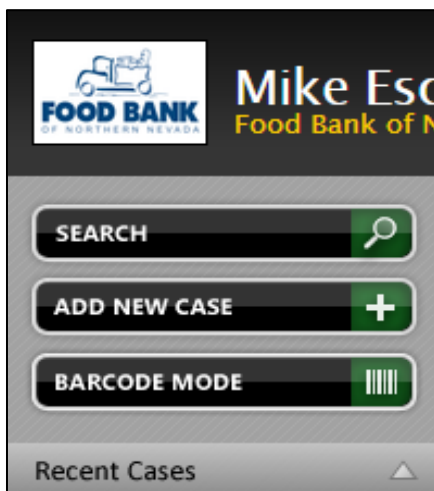 FOOD BANK
OF NORTHERN NEVADA
Mike Esc
Food Bank of N
SEARCH
ADD NEW CASE
BARCODE MODE
Recent Cases